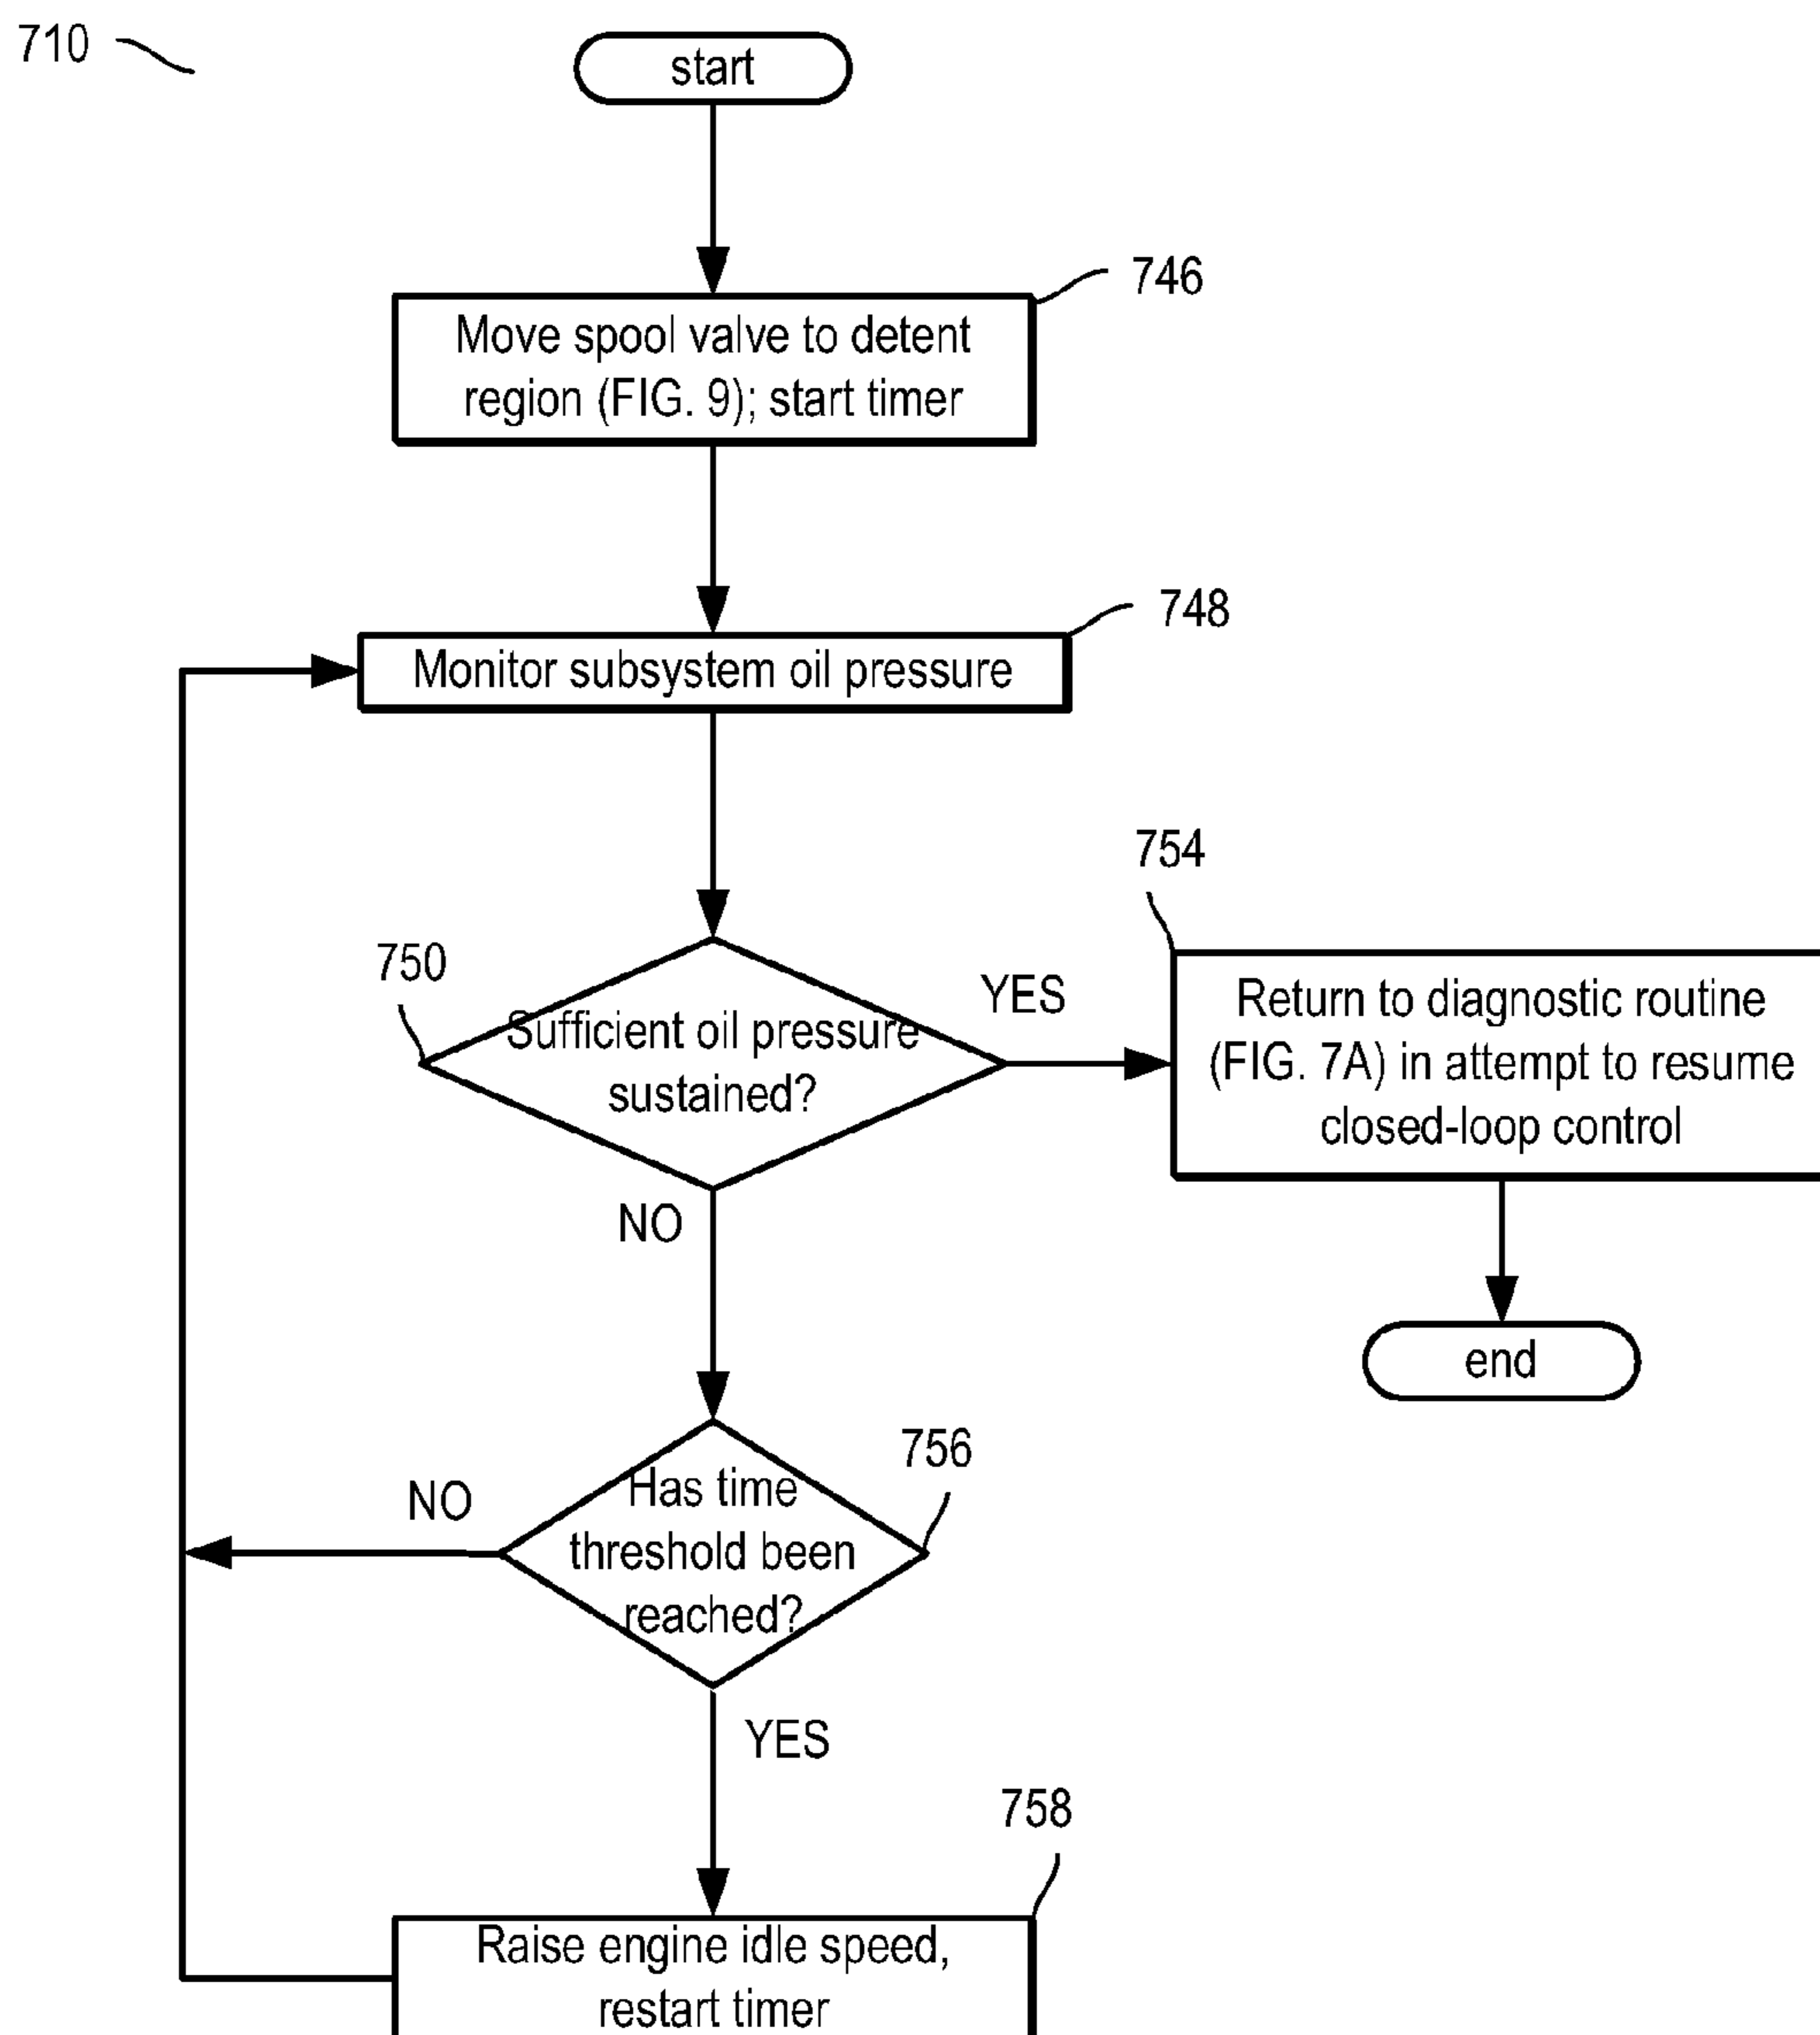 710
start
746
Move spool valve to detent
region (FIG. 9); start timer
748
Monitor subsystem oil pressure
754
750
YES
Sufficient oil pressure
sustained?
Return to diagnostic routine
(FIG. 7A) in attempt to resume
closed-loop control
NO
end
756
NO
Has time
threshold been
reached?
YES
758
Raise engine idle speed,
restart timer